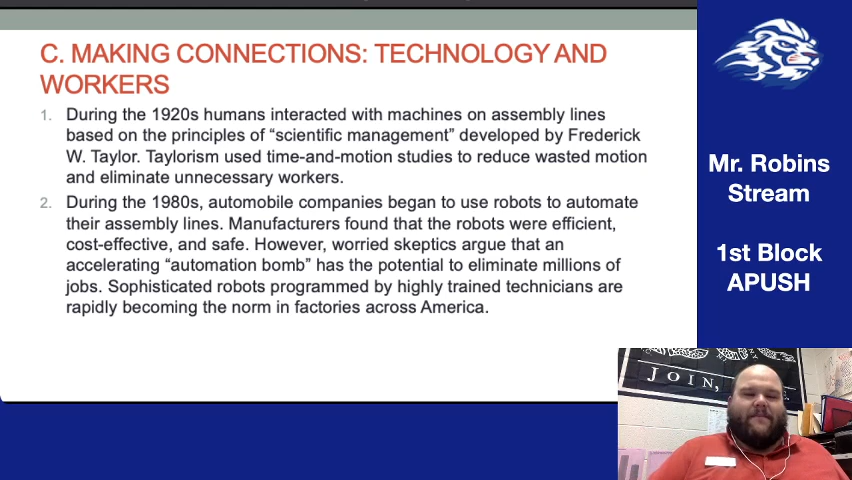 C. MAKING CONNECTIONS: TECHNOLOGY AND
WORKERS
1. During the 1920s humans interacted with machines on assembly lines
based on the principles of “scientific management” developed by Frederick
W. Taylor. Taylorism used time-and-motion studies to reduce wasted motion
and eliminate unnecessary workers.
2. During the 1980s, automobile companies began to use robots to automate
their assembly lines. Manufacturers found that the robots were efficient,
cost-effective, and safe. However, worried skeptics argue that an
accelerating “automation bomb” has the potential to eliminate millions of
jobs. Sophisticated robots programmed by highly trained technicians are
rapidly becoming the norm in factories across America.
Mr. Robins
Stream
1st Block
APUSH
JOIN,